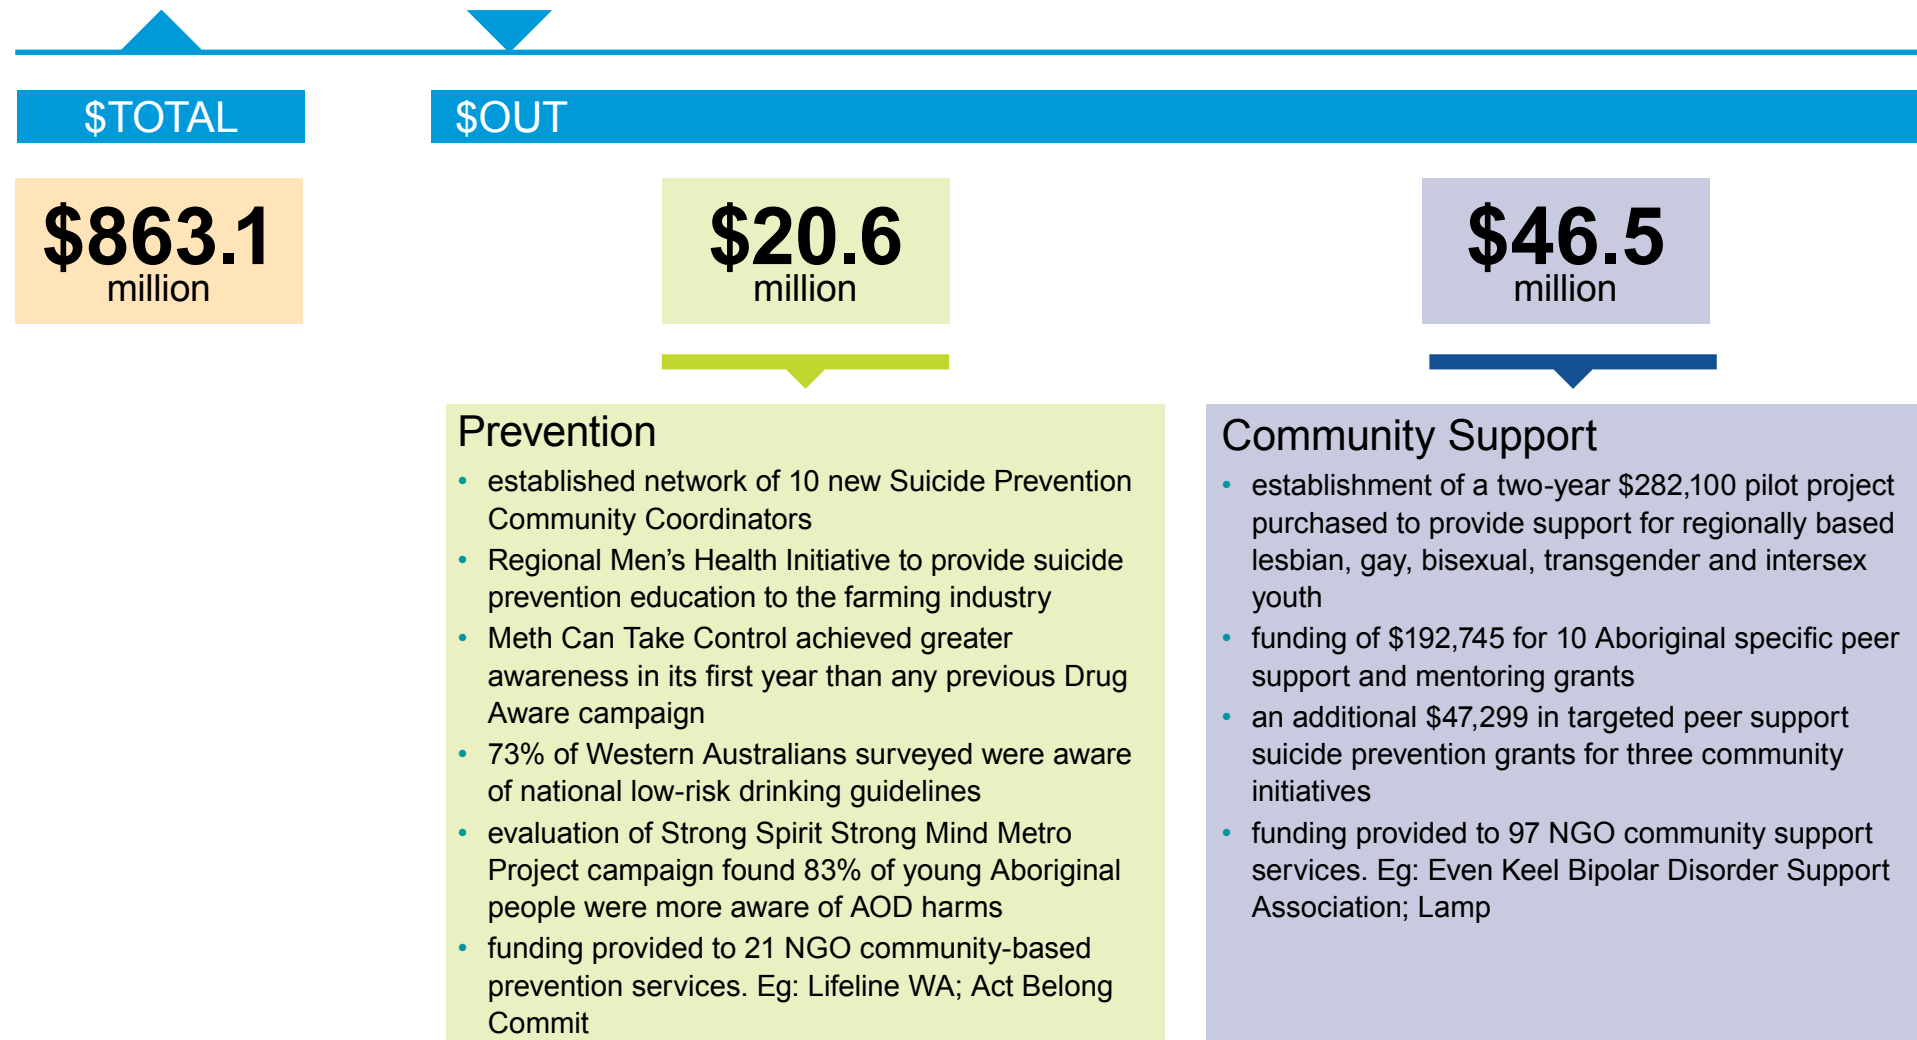 $TOTAL
$OUT
$863.1
million
$20.6
million
$46.5
million
Prevention
• established network of 10 new Suicide Prevention
Community Coordinators
• Regional Men’s Health Initiative to provide suicide
prevention education to the farming industry
• Meth Can Take Control achieved greater
awareness in its first year than any previous Drug
Aware campaign
• 73% of Western Australians surveyed were aware
of national low-risk drinking guidelines
• evaluation of Strong Spirit Strong Mind Metro
Project campaign found 83% of young Aboriginal
people were more aware of AOD harms
• funding provided to 21 NGO community-based
prevention services. Eg: Lifeline WA; Act Belong
Commit
Community Support
• establishment of a two-year $282,100 pilot project
purchased to provide support for regionally based
lesbian, gay, bisexual, transgender and intersex
youth
• funding of $192,745 for 10 Aboriginal specific peer
support and mentoring grants
• an additional $47,299 in targeted peer support
suicide prevention grants for three community
initiatives
• funding provided to 97 NGO community support
services. Eg: Even Keel Bipolar Disorder Support
Association; Lamp